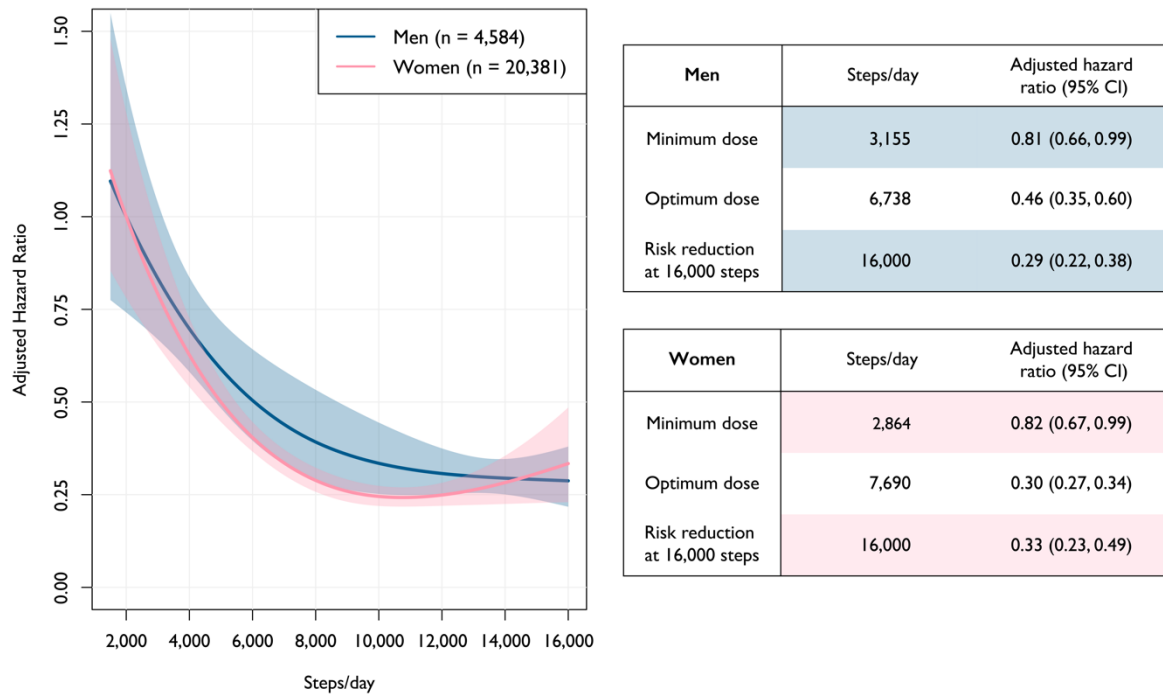 Men (n = 4,584)
Women (n = 20,381)
Adjusted Hazard Ratio
1.50
1.25
1.00
0.75
0.50
0.25
0.00
2,000 4,000 6,000 8,000 10,000 12,000 14,000 16,000
Steps/day
Men Steps/day Adjusted hazard
ratio (95% CI)
Minimum dose 3,155 0.81 (0.66, 0.99)
Optimum dose 6,738 0.46 (0.35, 0.60)
Risk reduction
at 16,000 steps 16,000 0.29 (0.22, 0.38)
Women Steps/day Adjusted hazard
ratio (95% CI)
Minimum dose 2,864 0.82 (0.67, 0.99)
Optimum dose 7,690 0.30 (0.27, 0.34)
Risk reduction
at 16,000 steps 16,000 0.33 (0.23, 0.49)